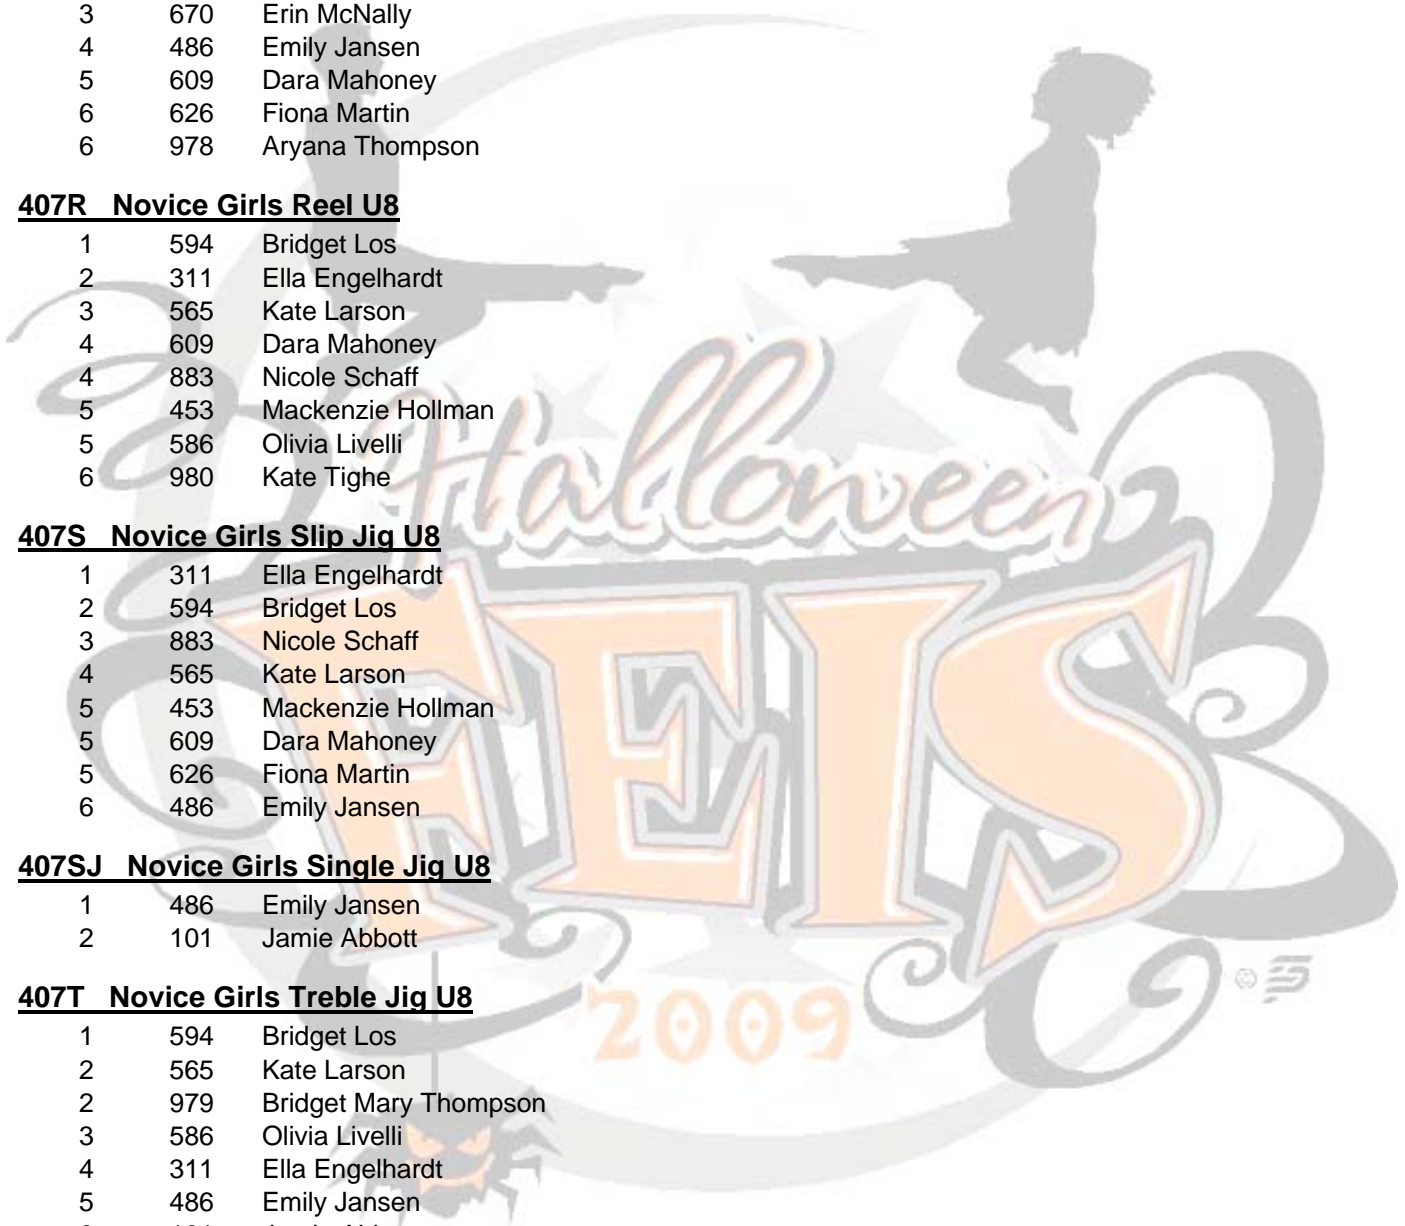 3 670 Erin McNally
4 486 Emily Jansen
5 609 Dara Mahoney
6 626 Fiona Martin
6 978 Aryana Thompson
407R Novice Girls Reel U8
1 594 Bridget Los
2 311 Ella Engelhardt
3 565 Kate Larson
4 609 Dara Mahoney
4 883 Nicole Schaff
5 453 Mackenzie Hollman
5 586 Olivia Livelli
6 980 Kate Tighe
407S Novice Girls Slip Jig U8
1 311 Ella Engelhardt
2 594 Bridget Los
3 883 Nicole Schaff
4 565 Kate Larson
5 453 Mackenzie Hollman
5 609 Dara Mahoney
5 626 Fiona Martin
6 486 Emily Jansen
407SJ Novice Girls Single Jig U8
1 486 Emily Jansen
2 101 Jamie Abbott
407T Novice Girls Treble Jig U8
1 594 Bridget Los
2 565 Kate Larson
2 979 Bridget Mary Thompson
3 586 Olivia Livelli
4 311 Ella Engelhardt
5 486 Emily Jansen
Halloween
FEIS
2009